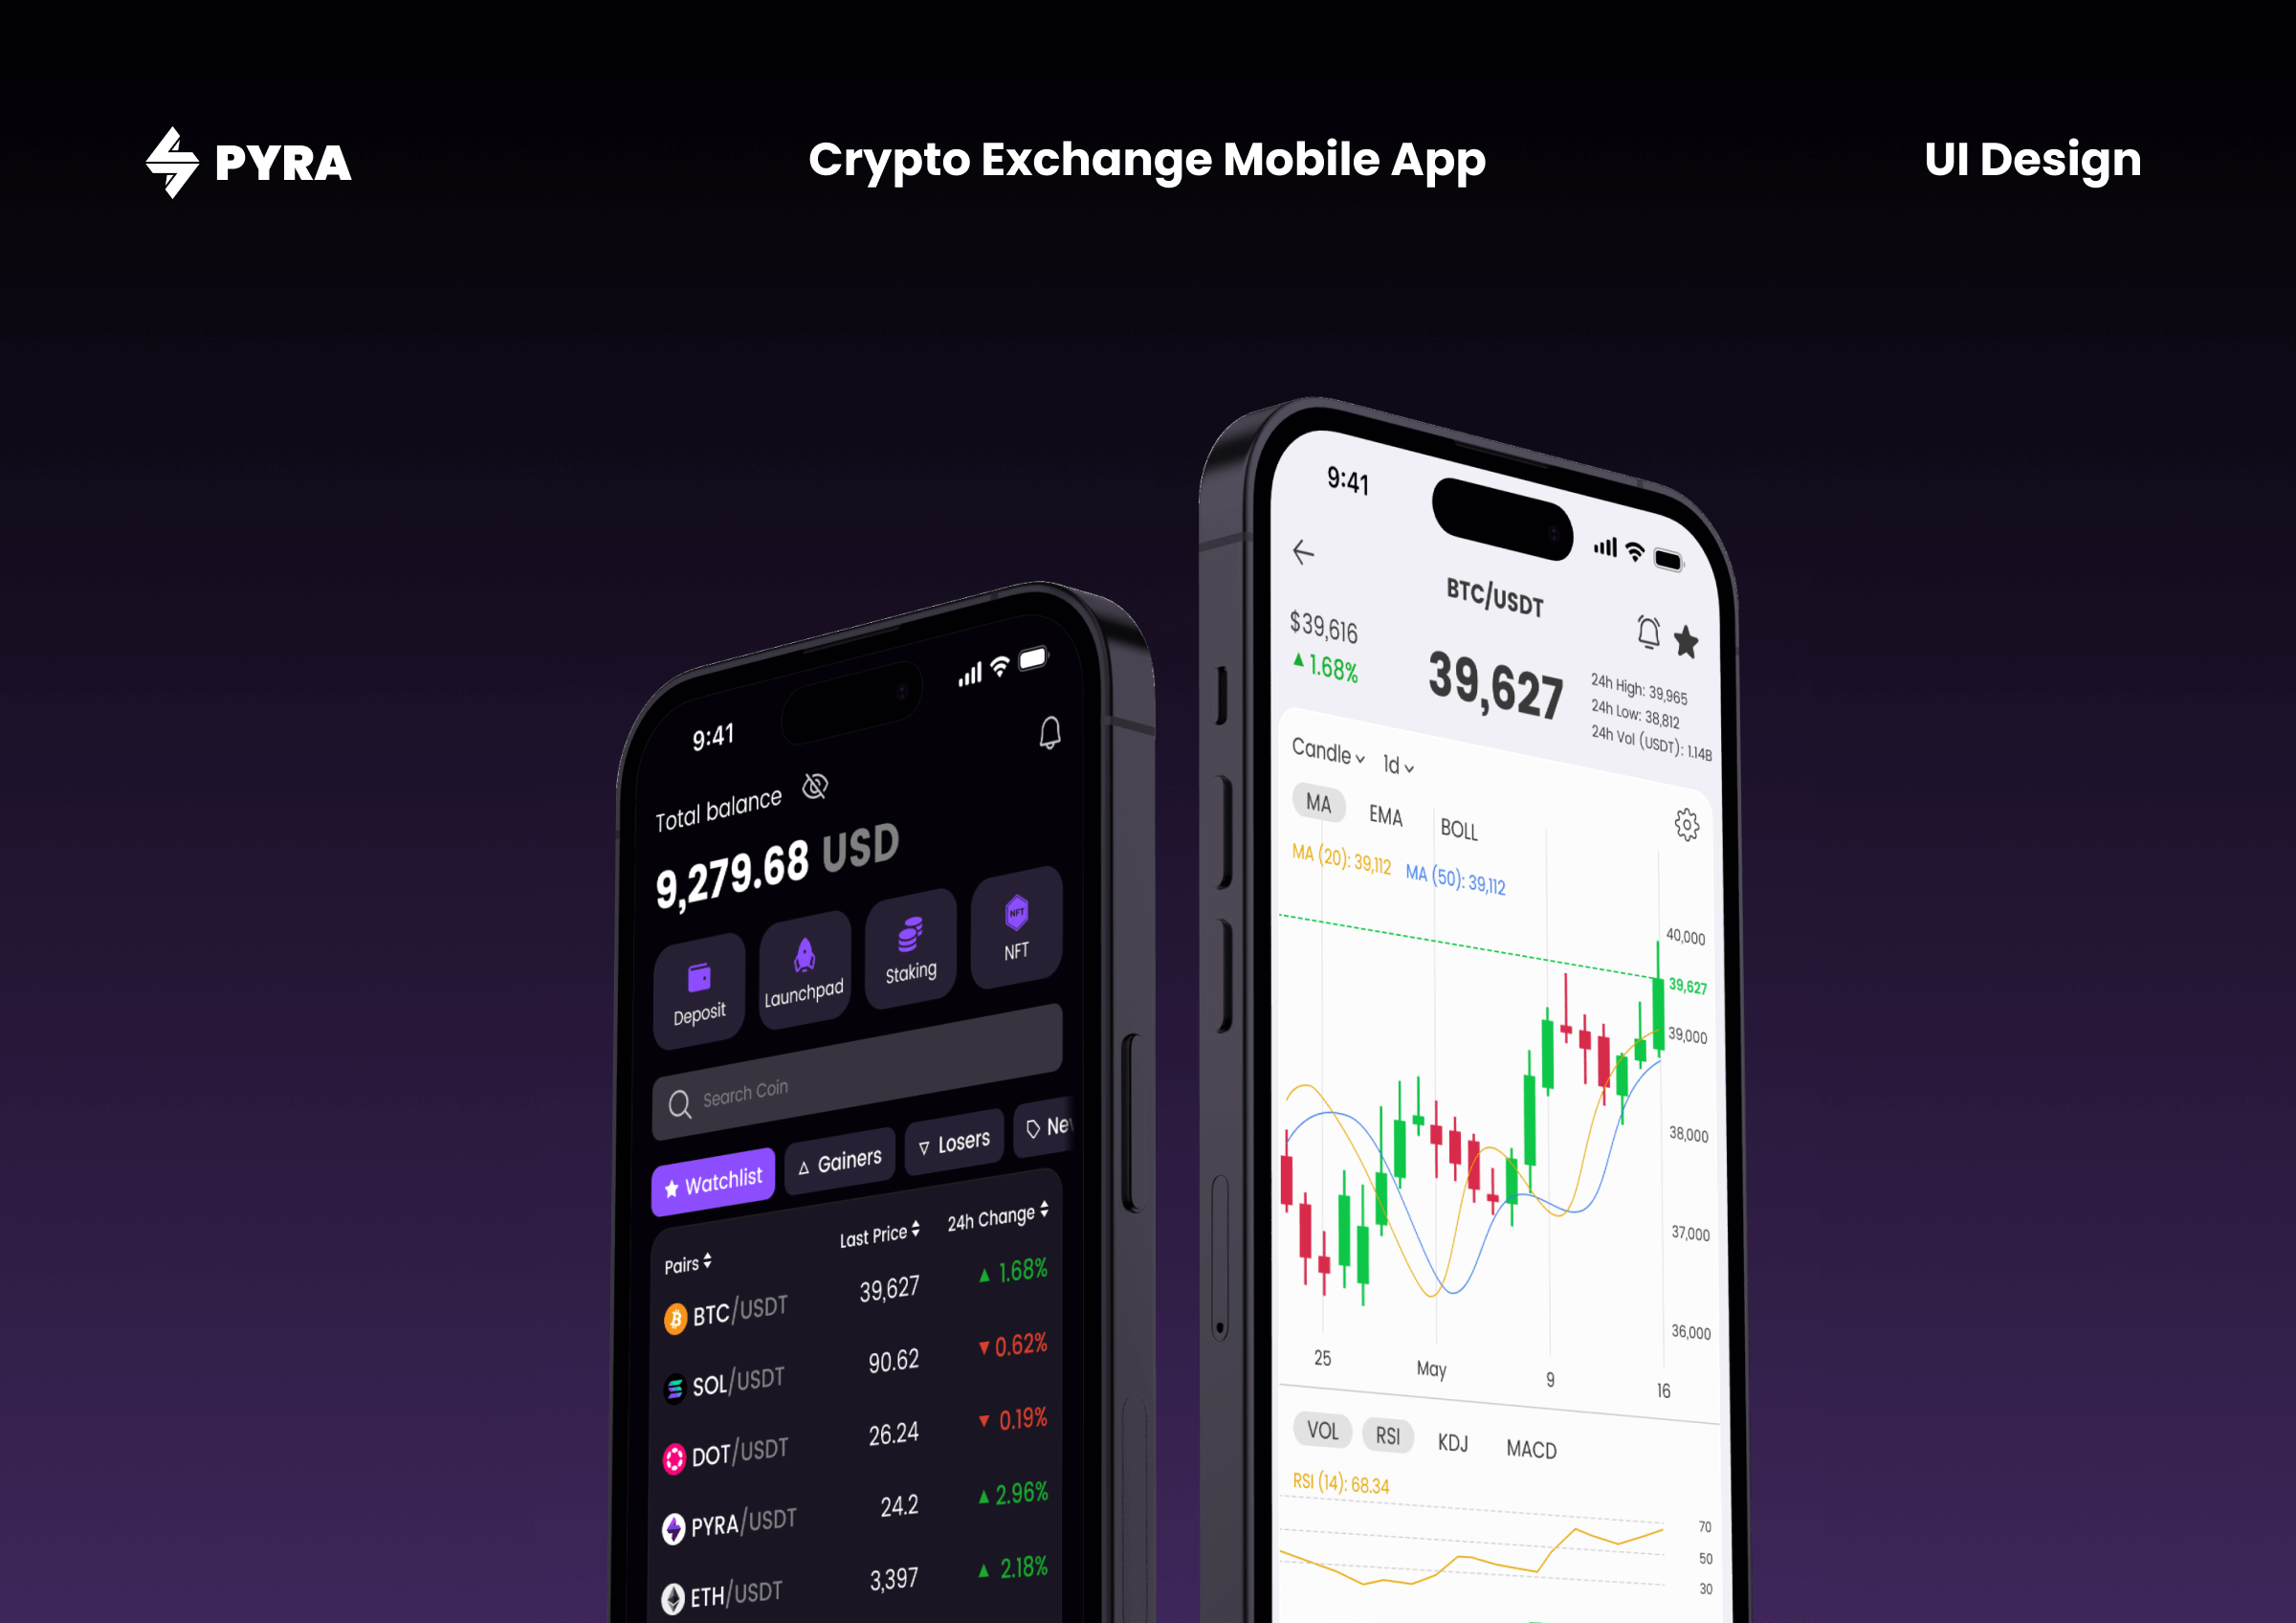 PYRA
Crypto Exchange Mobile App
UI Design
9:41
Total balance
9,279.68 USD
Deposit
Launchpad
Staking
NFT
NFT
Search Coin
Watchlist
Gainers
Losers
Pairs
Last Price
24h Change
BTC/USDT 39,627 1.68%
SOL/USDT 90.62 0.62%
DOT/USDT 26.24 0.19%
PYRA/USDT 24.2 2.96%
ETH/USDT 3,397 2.18%
9:41
BTC/USDT
$39,616
1.68%
39,627
24h High: 39,965
24h Low: 38,812
24h Vol (USDT): 1.14B
Candle 1d
MA EMA BOLL
MA (20): 39,112 MA (50): 39,112
40,000
39,627
39,000
38,000
37,000
36,000
25 May 9 16
VOL RSI KDJ MACD
RSI (14): 68.34
70
50
30